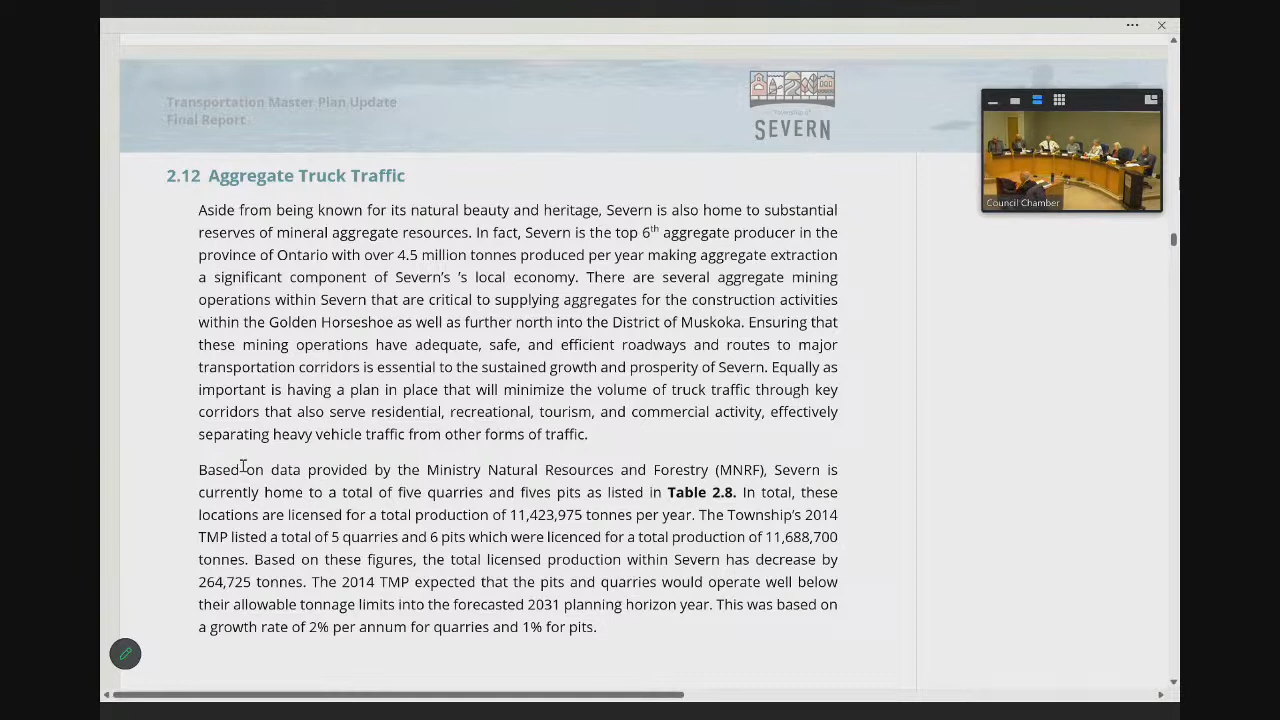 Transportation Master Plan Update
Final Report
Township of
SEVERN
Council Chamber
2.12 Aggregate Truck Traffic
Aside from being known for its natural beauty and heritage, Severn is also home to substantial
reserves of mineral aggregate resources. In fact, Severn is the top 6th aggregate producer in the
province of Ontario with over 4.5 million tonnes produced per year making aggregate extraction
a significant component of Severn's 's local economy. There are several aggregate mining
operations within Severn that are critical to supplying aggregates for the construction activities
within the Golden Horseshoe as well as further north into the District of Muskoka. Ensuring that
these mining operations have adequate, safe, and efficient roadways and routes to major
transportation corridors is essential to the sustained growth and prosperity of Severn. Equally as
important is having a plan in place that will minimize the volume of truck traffic through key
corridors that also serve residential, recreational, tourism, and commercial activity, effectively
separating heavy vehicle traffic from other forms of traffic.
Based on data provided by the Ministry Natural Resources and Forestry (MNRF), Severn is
currently home to a total of five quarries and fives pits as listed in Table 2.8. In total, these
locations are licensed for a total production of 11,423,975 tonnes per year. The Township's 2014
TMP listed a total of 5 quarries and 6 pits which were licenced for a total production of 11,688,700
tonnes. Based on these figures, the total licensed production within Severn has decrease by
264,725 tonnes. The 2014 TMP expected that the pits and quarries would operate well below
their allowable tonnage limits into the forecasted 2031 planning horizon year. This was based on
a growth rate of 2% per annum for quarries and 1% for pits.